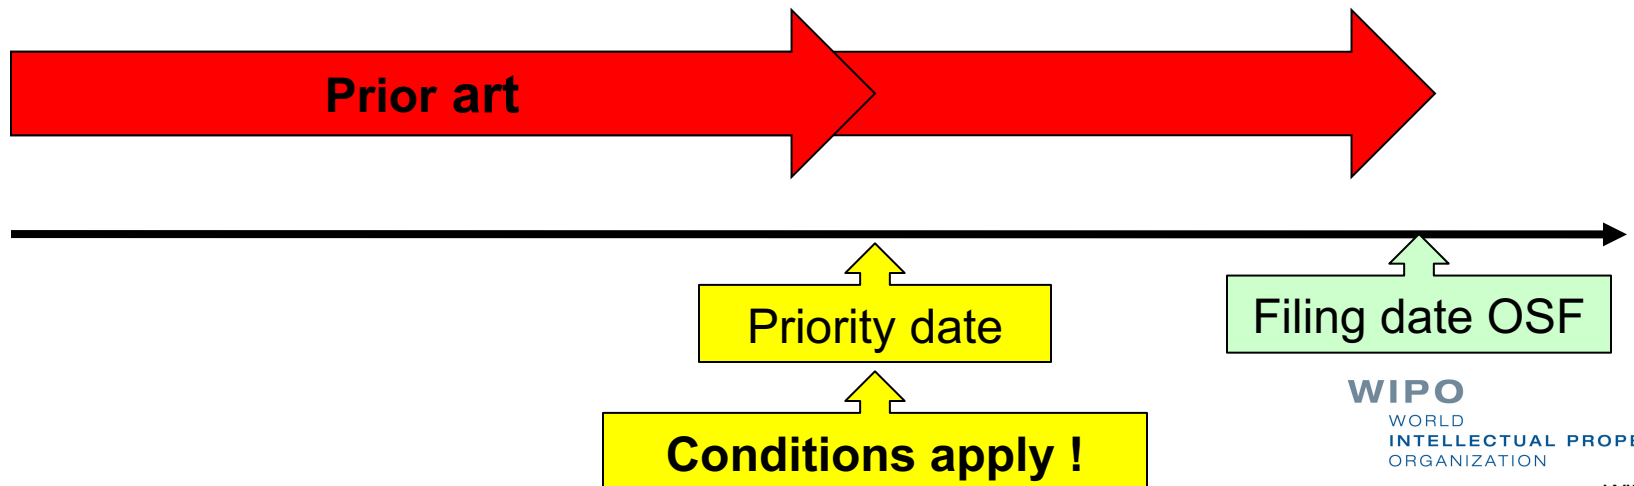 Prior art
Priority date
Filing date OSF
Conditions apply !
WIPO
WORLD
INTELLECTUAL
ORGANIZATION